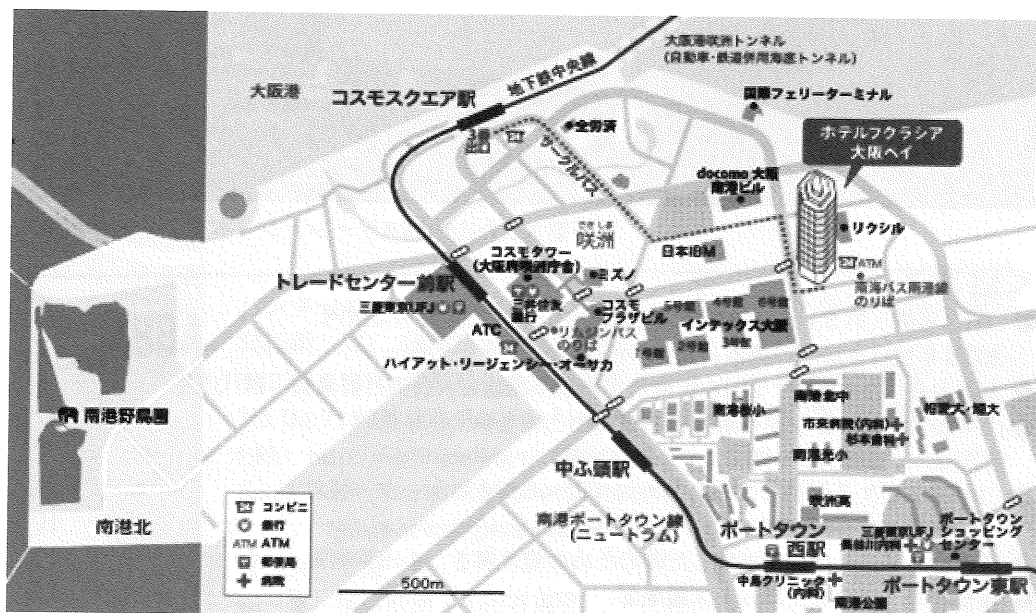 大阪港咲洲トンネル
(自動車・鉄道併用海底トンネル)
地下鉄中央線
大阪港
コスモスクエア駅
国際フェリーターミナル
3番
出口
全労済
サークルバス
ホテルフクラシア
大阪ベイ
docomo 大阪
南港ビル
さきしま
咲洲
リクシル
日本IBM
コスモタワー
(大阪府咲洲庁舎)
ミズノ
ATM
南海バス南港線
のりば
トレードセンター前駅
三菱東京UFJ
三井住友
銀行
コスモ
プラザビル
5号館
4号館
6号館
インテックス大阪
1号館
2号館
3号館
ATC
リムジンバス
のりば
ハイアット・リージェンシー・オーサカ
南港桜小
南港北中
相愛大・短大
市来病院(内科)
杉本歯科
南港光小
南港野鳥園
中ふ頭駅
咲洲高
コンビニ
銀行
ATM ATM
郵便局
病院
南港北
南港ポートタウン線
(ニュートラム)
ポートタウン
西駅
三菱東京UFJ
長谷川内科
ポートタウン
ショッピング
センター
500m
中島クリニック
(内科)
南港公園
ポートタウン東駅